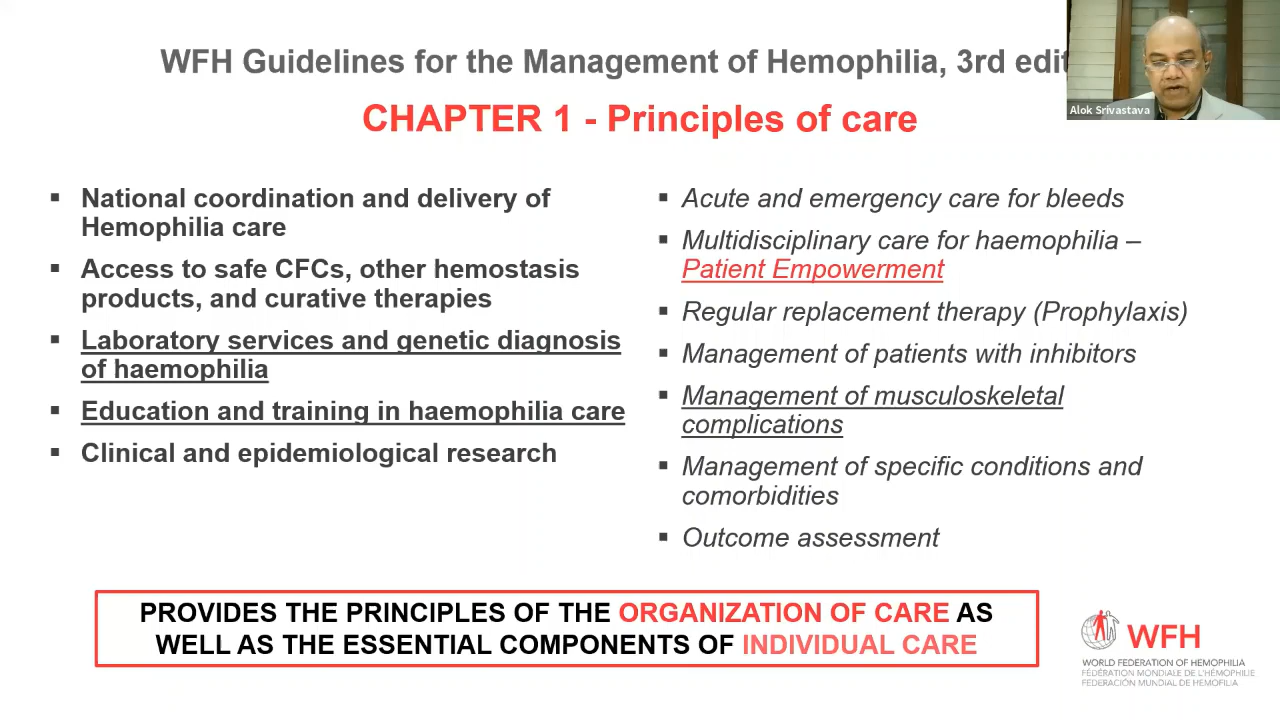 WFH Guidelines for the Management of Hemophilia, 3rd edit
Alok Srivastava
CHAPTER 1 - Principles of care
▪ National coordination and delivery of
Hemophilia care
▪ Access to safe CFCs, other hemostasis
products, and curative therapies
▪ Laboratory services and genetic diagnosis
of haemophilia
▪ Education and training in haemophilia care
▪ Clinical and epidemiological research
▪ Acute and emergency care for bleeds
▪ Multidisciplinary care for haemophilia –
Patient Empowerment
▪ Regular replacement therapy (Prophylaxis)
▪ Management of patients with inhibitors
▪ Management of musculoskeletal
complications
▪ Management of specific conditions and
comorbidities
▪ Outcome assessment
PROVIDES THE PRINCIPLES OF THE ORGANIZATION OF CARE AS
WELL AS THE ESSENTIAL COMPONENTS OF INDIVIDUAL CARE
WFH
WORLD FEDERATION OF HEMOPHILIA
FÉDÉRATION MONDIALE DE L'HÉMOPHILIE
FEDERACIÓN MUNDIAL DE HEMOFILIA